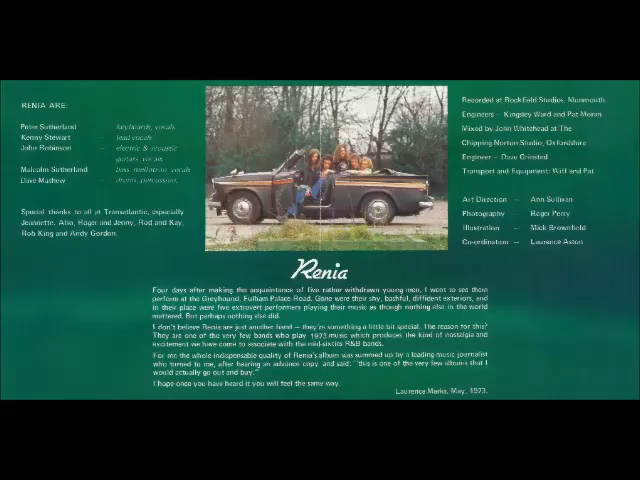 RENIA ARE:
Peter Sutherland – keyboards, vocals
Kenny Stewart – lead vocals
John Robinson – electric & acoustic
guitars, vocals
Malcolm Sutherland – bass, mellotron, vocals
Dave Mathew – drums, percussion,
Special thanks to all at Transatlantic, especially
Jeannette. Also, Roger and Jenny, Rod and Kay,
Rob King and Andy Gordon.
Recorded at Rockfield Studios, Monmouth
Engineers – Kingsley Ward and Pat Moran
Mixed by John Whitehead at The
Chipping Norton Studio, Oxfordshire
Engineer – Dave Grinsted
Transport and Equipment: Wilf and Pat
Art Direction – Ann Sullivan
Photography – Roger Perry
Illustration – Mick Brownfield
Co-ordination – Laurence Aston
Renia
Four days after making the acquaintance of five rather withdrawn young men, I went to see them
perform at the Greyhound, Fulham Palace Road. Gone were their shy, bashful, diffident exteriors, and
in their place were five extrovert performers playing their music as though nothing else in the world
mattered. But perhaps nothing else did.
I don't believe Renia are just another band – they're something a little bit special. The reason for this?
They are one of the very few bands who play 1973 music which produces the kind of nostalgia and
excitement we have come to associate with the mid-sixties R&B bands.
For me the whole indispensable quality of Renia's album was summed up by a leading music journalist
who turned to me, after hearing an advance copy, and said: "this is one of the very few albums that I
would actually go out and buy."
I hope once you have heard it you will feel the same way.
Laurence Marks, May, 1973.